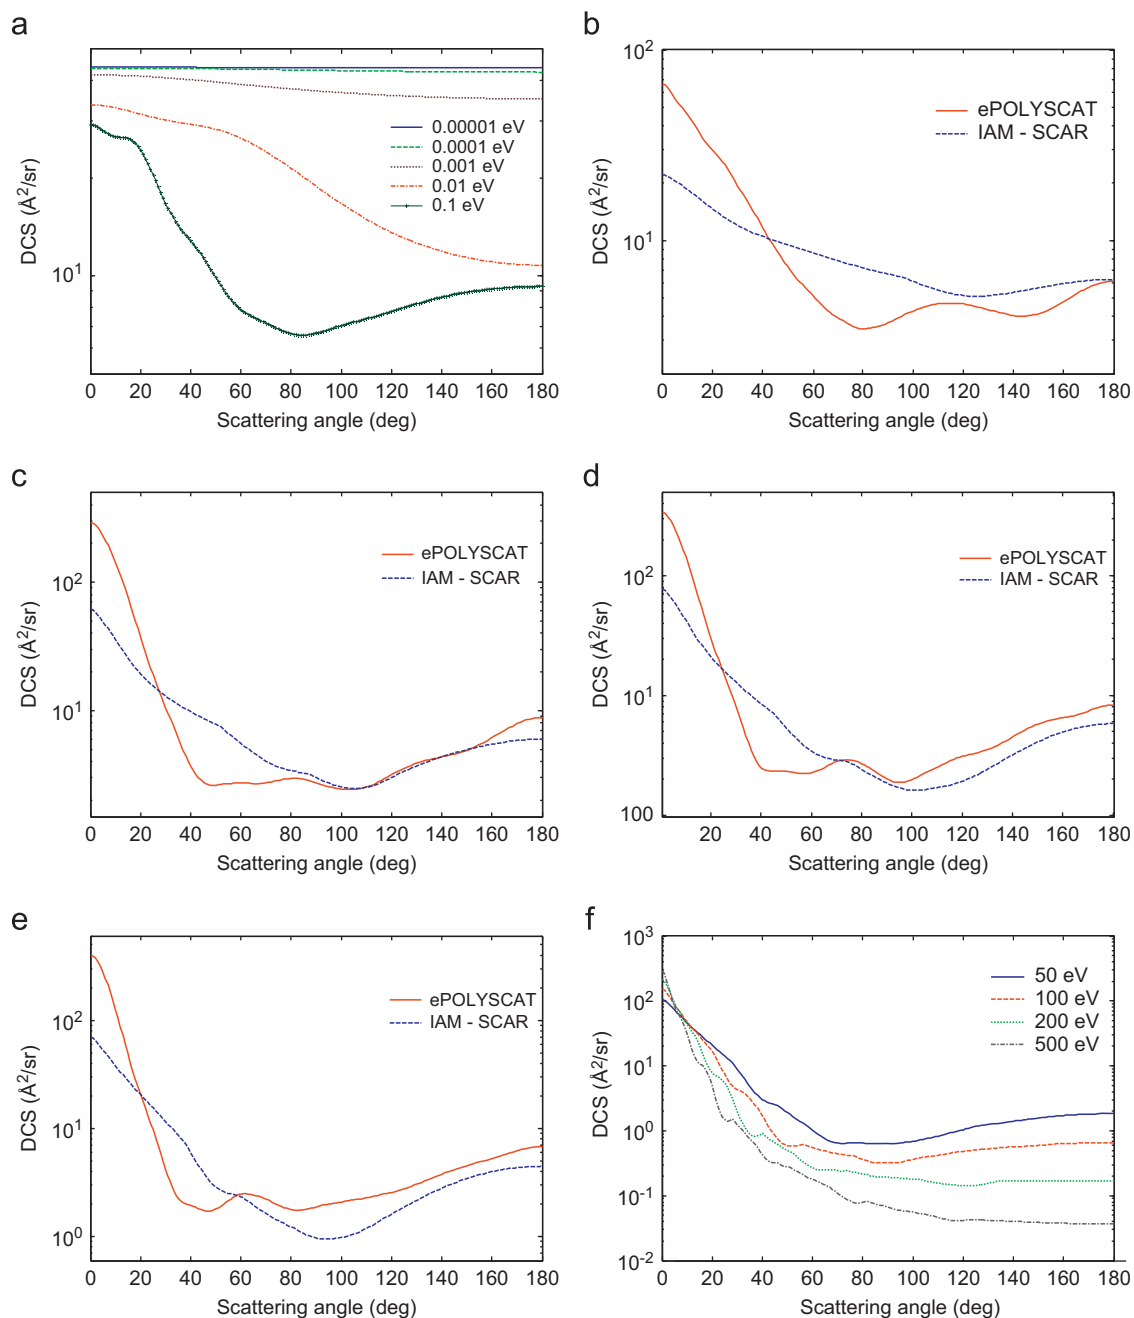 a
DCS (Å²/sr)
10¹
0.00001 eV
0.0001 eV
0.001 eV
0.01 eV
0.1 eV
0 20 40 60 80 100 120 140 160 180
Scattering angle (deg)
b
DCS (Å²/sr)
10²
10¹
ePOLYSCAT
IAM - SCAR
0 20 40 60 80 100 120 140 160 180
Scattering angle (deg)
c
DCS (Å²/sr)
10²
10¹
ePOLYSCAT
IAM - SCAR
0 20 40 60 80 100 120 140 160 180
Scattering angle (deg)
d
DCS (Å²/sr)
10²
10¹
100
ePOLYSCAT
IAM - SCAR
20 40 60 80 100 120 140 160 180
Scattering angle (deg)
e
DCS (Å²/sr)
10²
10¹
10⁰
ePOLYSCAT
IAM - SCAR
0 20 40 60 80 100 120 140 160 180
Scattering angle (deg)
f
DCS (Å²/sr)
10³
10²
10¹
10⁰
10⁻¹
10⁻²
50 eV
100 eV
200 eV
500 eV
0 20 40 60 80 100 120 140 160 180
Scattering angle (deg)